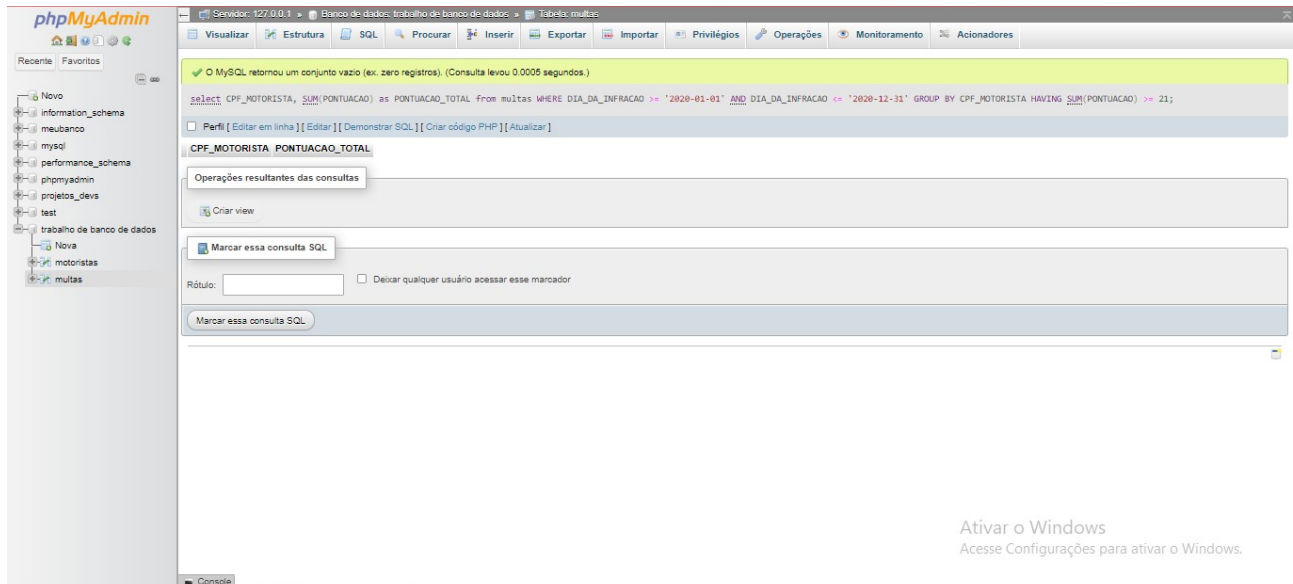 phpMyAdmin
Recente Favoritos
Novo
information_schema
meubanco
mysql
performance_schema
phpmyadmin
projetos_devs
test
trabalho de banco de dados
Nova
motoristas
multas
Servidor: 127.0.0.1 » Banco de dados: trabalho de banco de dados » Tabela: multas
Visualizar Estrutura SQL Procurar Inserir Exportar Importar Privilégios Operações Monitoramento Acionadores
O MySQL retornou um conjunto vazio (ex. zero registros). (Consulta levou 0.0005 segundos.)
select CPF_MOTORISTA, SUM(PONTUACAO) as PONTUACAO_TOTAL from multas WHERE DIA_DA_INFRACAO >= '2020-01-01' AND DIA_DA_INFRACAO <= '2020-12-31' GROUP BY CPF_MOTORISTA HAVING SUM(PONTUACAO) >= 21;
Perfil [ Editar em linha ] [ Editar ] [ Demonstrar SQL ] [ Criar código PHP ] [ Atualizar ]
CPF_MOTORISTA PONTUACAO_TOTAL
Operações resultantes das consultas
Criar view
Marcar essa consulta SQL
Rótulo: Deixar qualquer usuário acessar esse marcador
Marcar essa consulta SQL
Ativar o Windows
Acesse Configurações para ativar o Windows.
Console